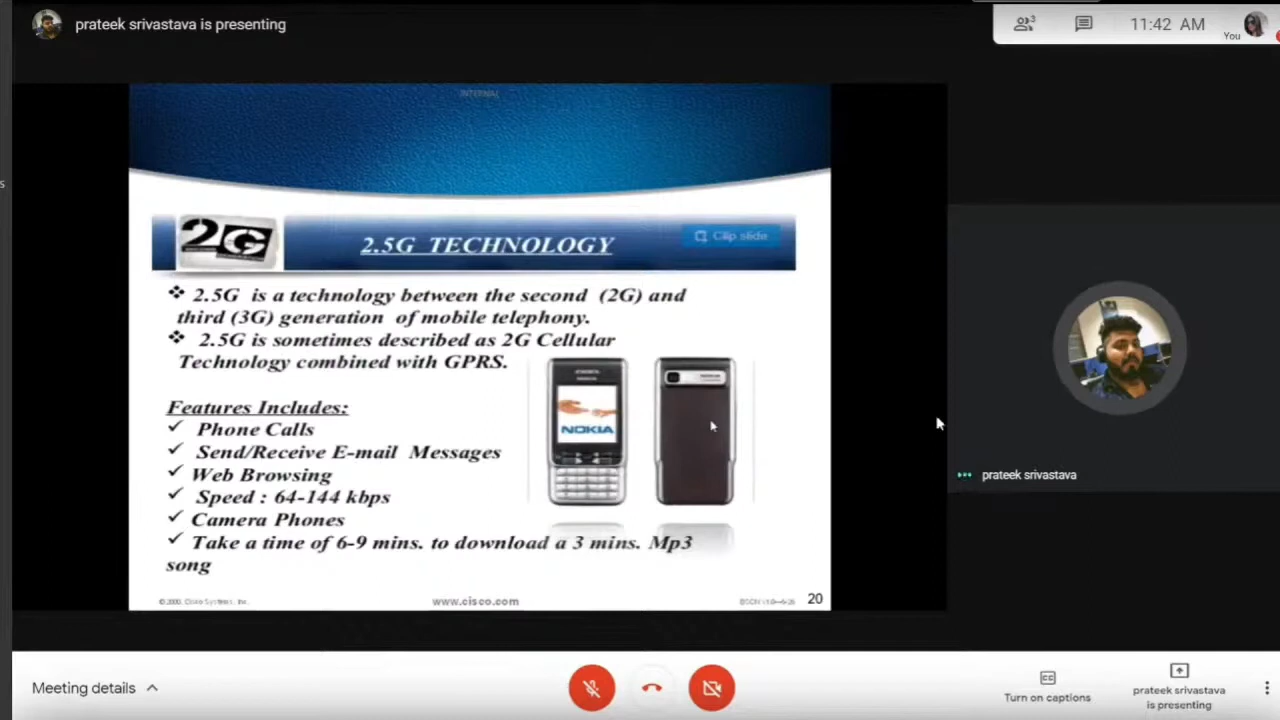 prateek srivastava is presenting
3
11:42 AM
You
INTERNAL
s
2G
2.5G TECHNOLOGY
Clip slide
❖ 2.5G is a technology between the second (2G) and
third (3G) generation of mobile telephony.
❖ 2.5G is sometimes described as 2G Cellular
Technology combined with GPRS.
Features Includes:
✓ Phone Calls
✓ Send/Receive E-mail Messages
✓ Web Browsing
✓ Speed : 64-144 kbps
✓ Camera Phones
✓ Take a time of 6-9 mins. to download a 3 mins. Mp3
song
NOKIA
© 2000, Cisco Systems, Inc.
www.cisco.com
20
prateek srivastava
Meeting details
CC
Turn on captions
prateek srivastava
is presenting